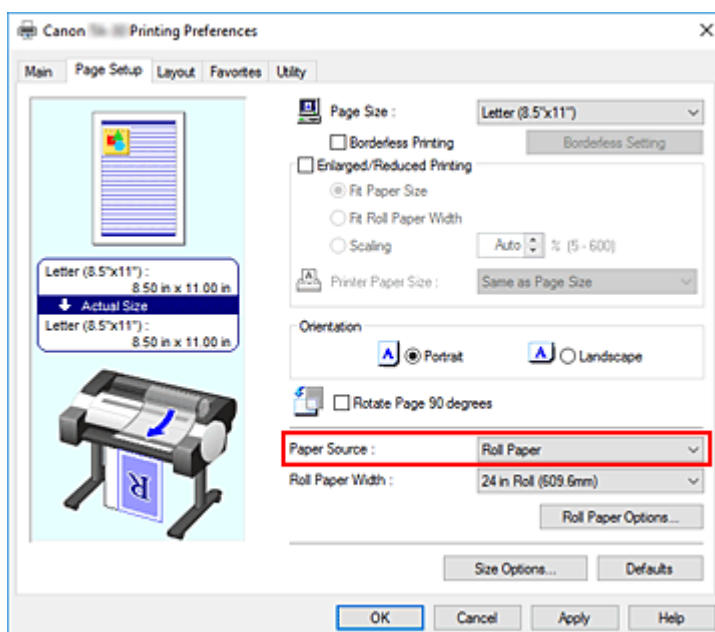 Canon Printing Preferences
Main Page Setup Layout Favorites Utility
Page Size : Letter (8.5"x11")
Borderless Printing Borderless Setting
Enlarged/Reduced Printing
Fit Paper Size
Fit Roll Paper Width
Scaling Auto % (5 - 600)
Printer Paper Size : Same as Page Size
Letter (8.5"x11") :
8.50 in x 11.00 in
Actual Size
Letter (8.5"x11") :
8.50 in x 11.00 in
Orientation
A Portrait A Landscape
Rotate Page 90 degrees
Paper Source : Roll Paper
Roll Paper Width : 24 in Roll (609.6mm)
R
Roll Paper Options...
Size Options... Defaults
OK Cancel Apply Help